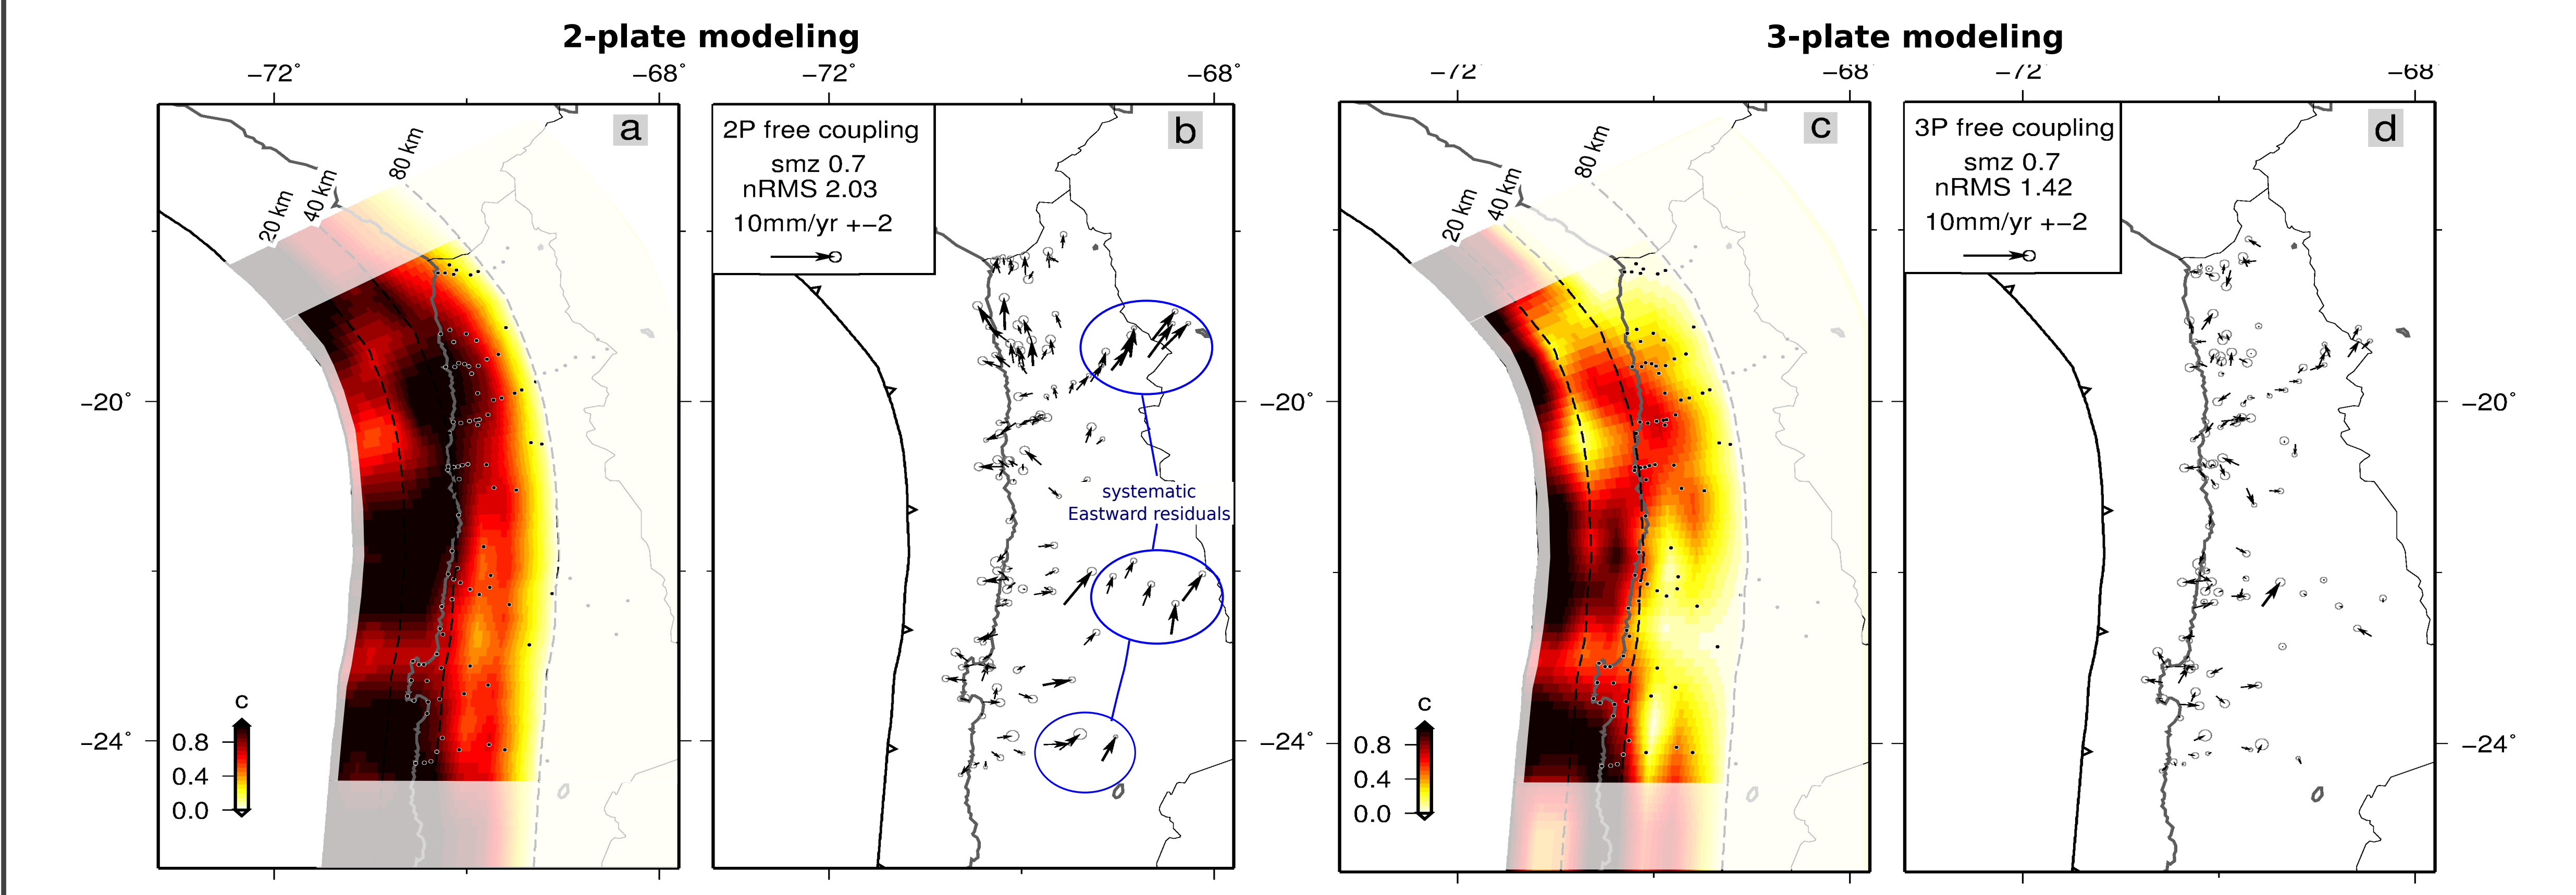 2-plate modeling
3-plate modeling
−72˚
−68˚
−72˚
−68˚
−72˚
−68˚
−72˚
−68˚
a
80 km
40 km
20 km
−20˚
−24˚
c
0.8
0.4
0.0
b
2P free coupling
smz 0.7
nRMS 2.03
10mm/yr +−2
systematic
Eastward residuals
c
80 km
40 km
20 km
−20˚
−24˚
c
0.8
0.4
0.0
d
3P free coupling
smz 0.7
nRMS 1.42
10mm/yr +−2
−20˚
−24˚